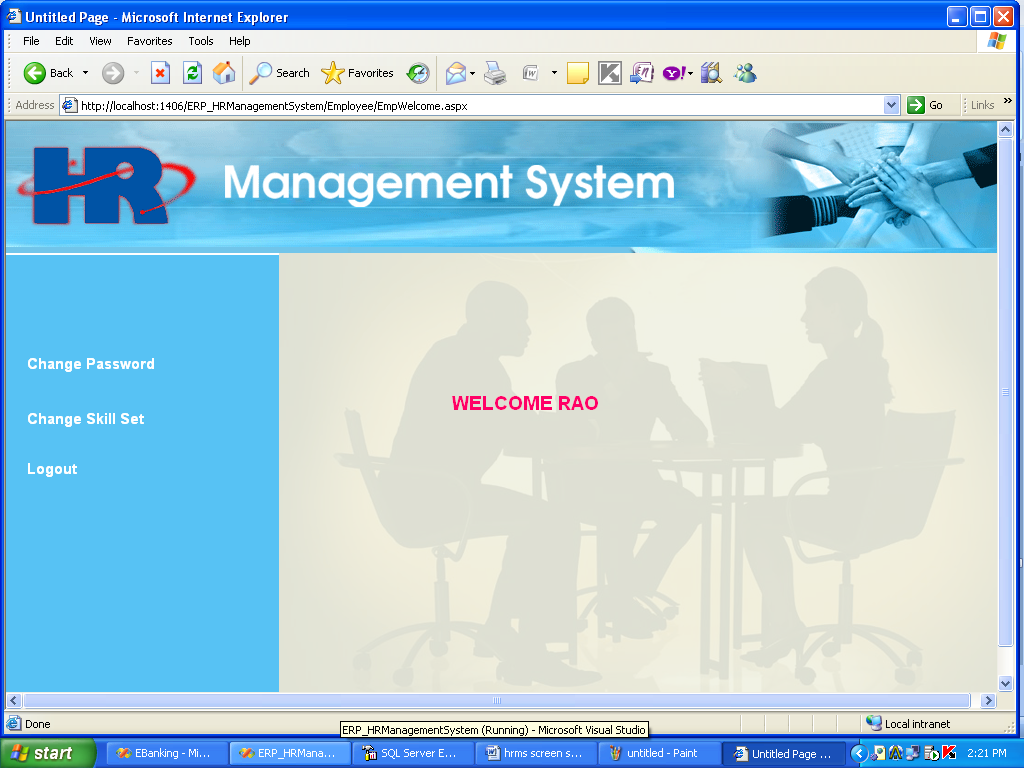 Untitled Page - Microsoft Internet Explorer
File Edit View Favorites Tools Help
Back Search Favorites
Address http://localhost:1406/ERP_HRManagementSystem/Employee/EmpWelcome.aspx Go Links »
HR Management System
Change Password
WELCOME RAO
Change Skill Set
Logout
Done Local intranet
ERP_HRManagementSystem (Running) - Microsoft Visual Studio
start EBanking - Mi... ERP_HRMana... SQL Server E... hrms screen s... untitled - Paint Untitled Page ... 2:21 PM